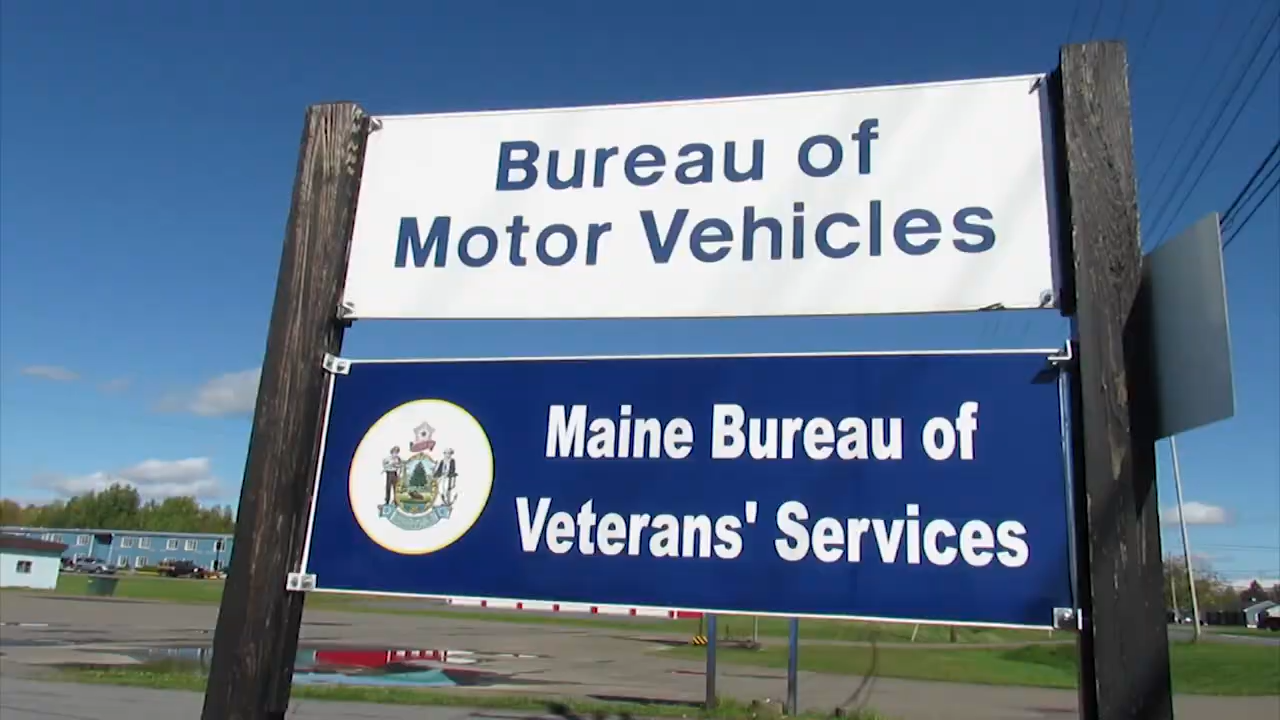 Bureau of
Motor Vehicles
Maine Bureau of
Veterans' Services